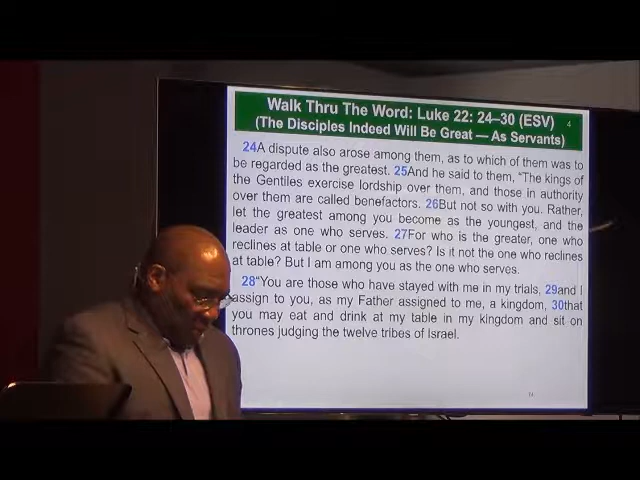 Walk Thru The Word: Luke 22: 24–30 (ESV)
4
(The Disciples Indeed Will Be Great — As Servants)
24A dispute also arose among them, as to which of them was to
be regarded as the greatest. 25And he said to them, “The kings of
the Gentiles exercise lordship over them, and those in authority
over them are called benefactors. 26But not so with you. Rather,
let the greatest among you become as the youngest, and the
leader as one who serves. 27For who is the greater, one who
reclines at table or one who serves? Is it not the one who reclines
at table? But I am among you as the one who serves.
28“You are those who have stayed with me in my trials, 29and I
assign to you, as my Father assigned to me, a kingdom, 30that
you may eat and drink at my table in my kingdom and sit on
thrones judging the twelve tribes of Israel.